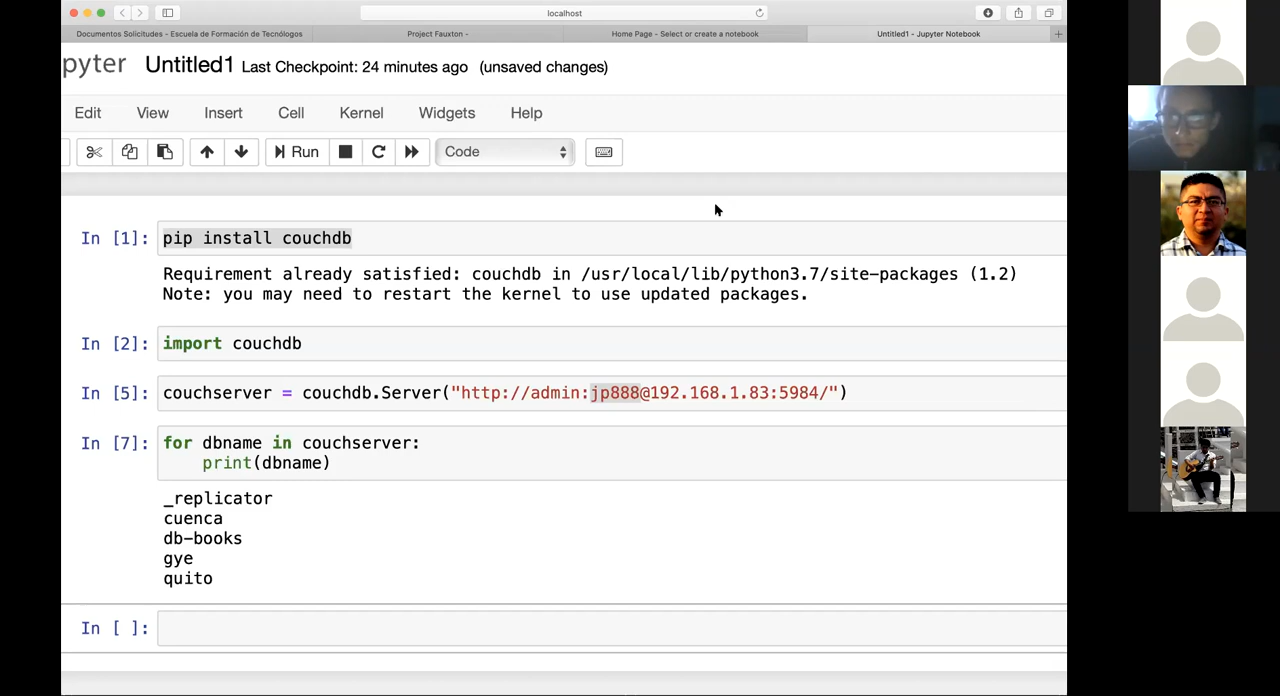 localhost
Documentos Solicitudes - Escuela de Formación de Tecnólogos
Project Fauxton -
Home Page - Select or create a notebook
Untitled1 - Jupyter Notebook
pyter Untitled1 Last Checkpoint: 24 minutes ago (unsaved changes)
Edit View Insert Cell Kernel Widgets Help
Run Code
In [1]: pip install couchdb
Requirement already satisfied: couchdb in /usr/local/lib/python3.7/site-packages (1.2)
Note: you may need to restart the kernel to use updated packages.
In [2]: import couchdb
In [5]: couchserver = couchdb.Server("http://admin:jp888@192.168.1.83:5984/")
In [7]: for dbname in couchserver:
print(dbname)
_replicator
cuenca
db-books
gye
quito
In [ ]: